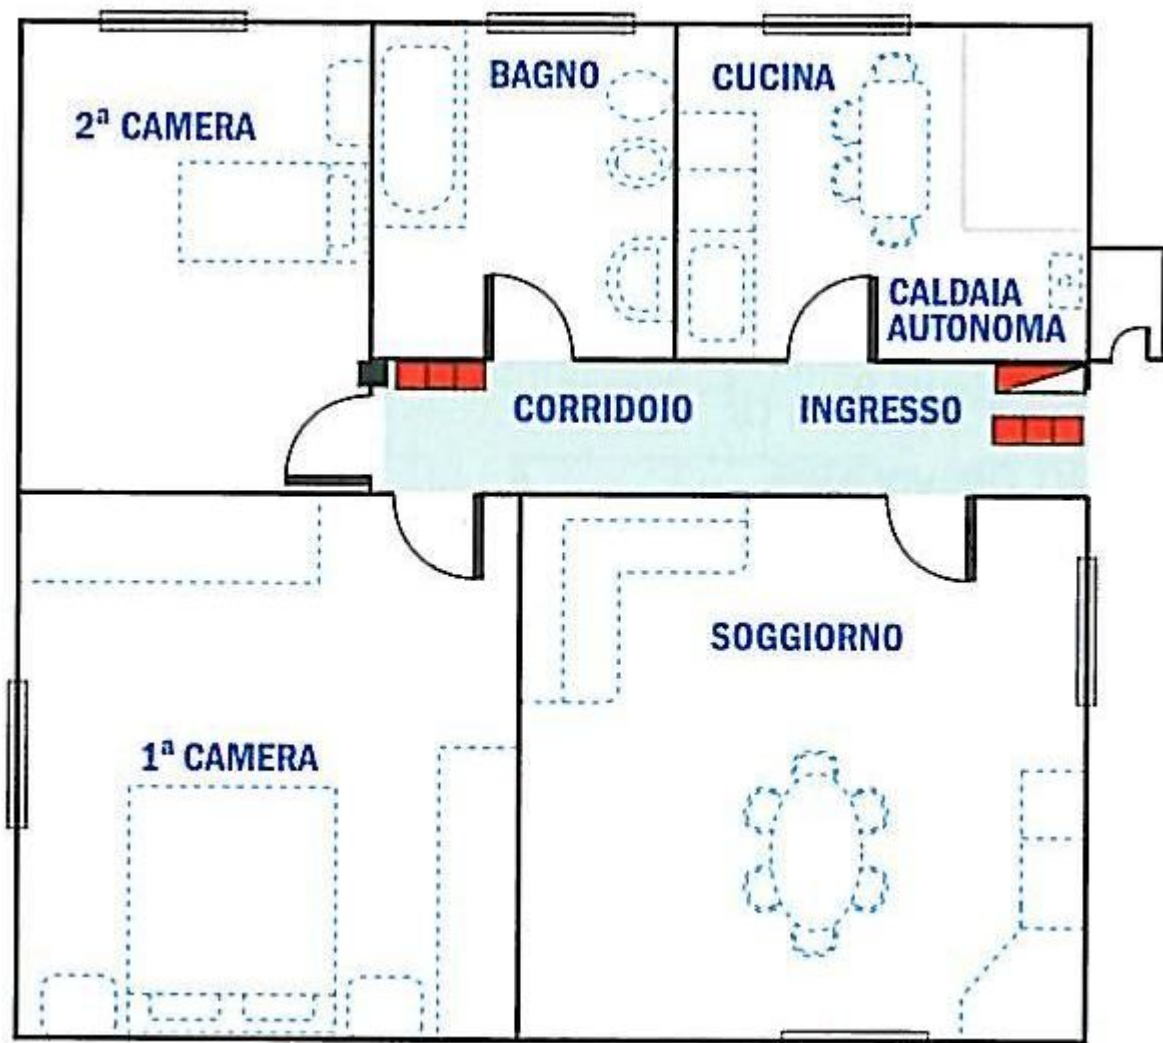 BAGNO
CUCINA
2ª CAMERA
CALDAIA
AUTONOMA
CORRIDOIO
INGRESSO
SOGGIORNO
1ª CAMERA